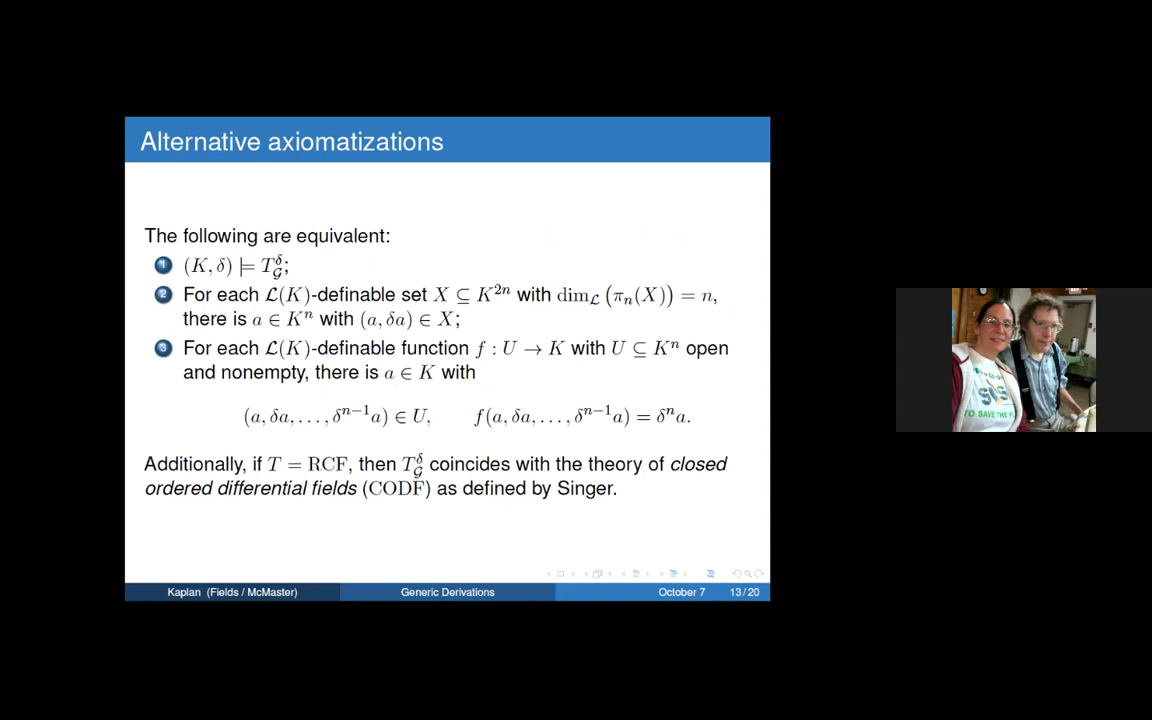 Alternative axiomatizations
The following are equivalent:
1 (K, δ) ⊨ T^δ_𝒢;
2 For each ℒ(K)-definable set X ⊆ K^{2n} with dim_ℒ (π_n(X)) = n,
there is a ∈ K^n with (a, δa) ∈ X;
3 For each ℒ(K)-definable function f : U → K with U ⊆ K^n open
and nonempty, there is a ∈ K with
(a, δa, . . . , δ^{n−1}a) ∈ U, f(a, δa, . . . , δ^{n−1}a) = δ^n a.
Additionally, if T = RCF, then T^δ_𝒢 coincides with the theory of closed
ordered differential fields (CODF) as defined by Singer.
TO SAVE THE
Kaplan (Fields / McMaster) Generic Derivations October 7 13 / 20